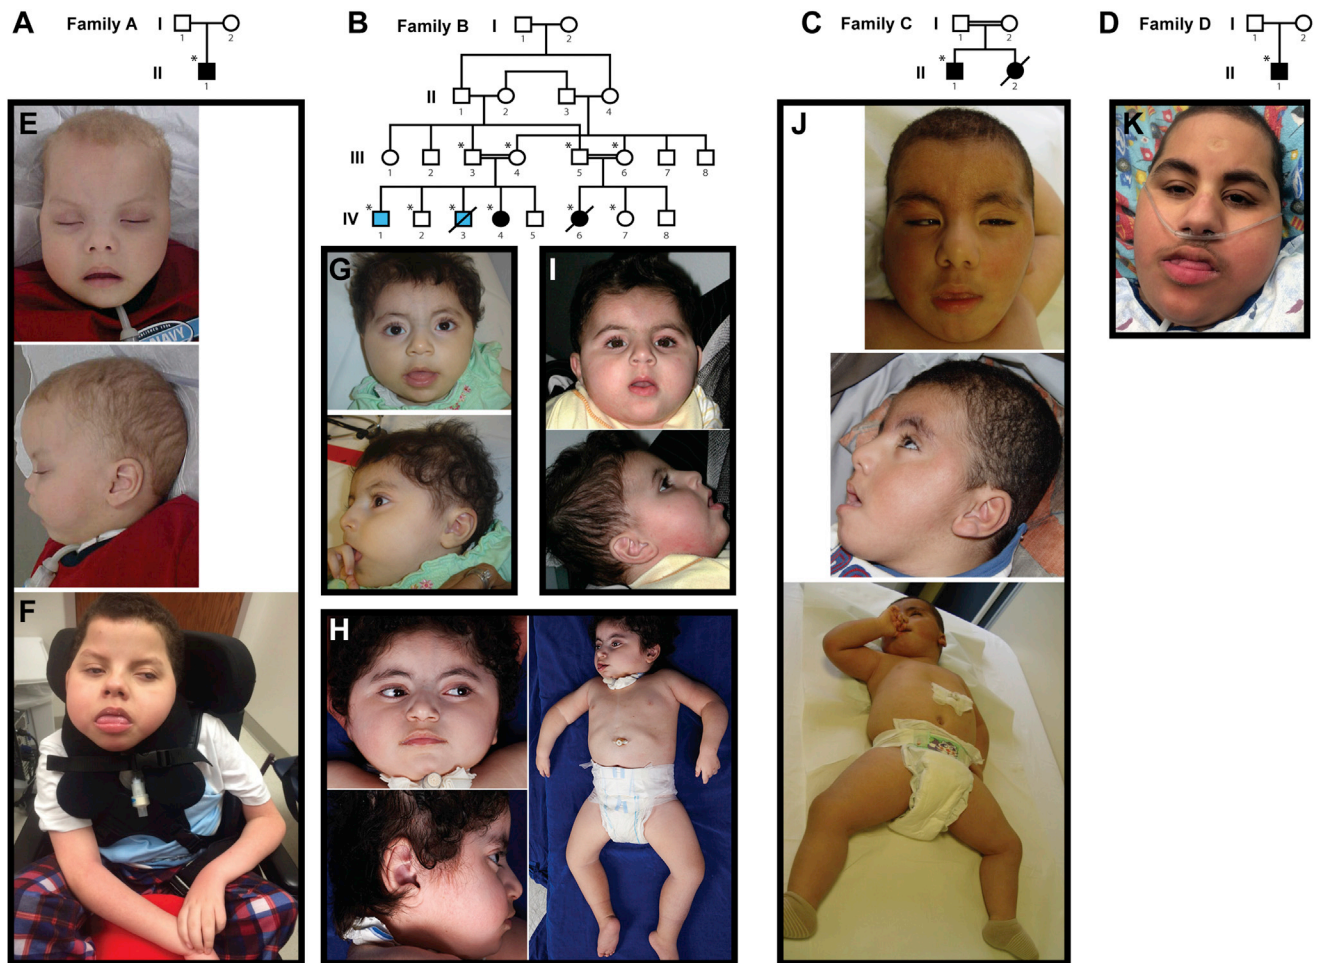 A Family A I 1 2
* II 1
B Family B I 1 2
II 1 2 3 4
III 1 2 * 3 * 4 * 5 * 6 7 8
IV * 1 * 2 * 3 * 4 5 * 6 * 7 8
C Family C I 1 2
* II 1 2
D Family D I 1 2
* II 1
E
NAVY
F
G
I
H
J
K